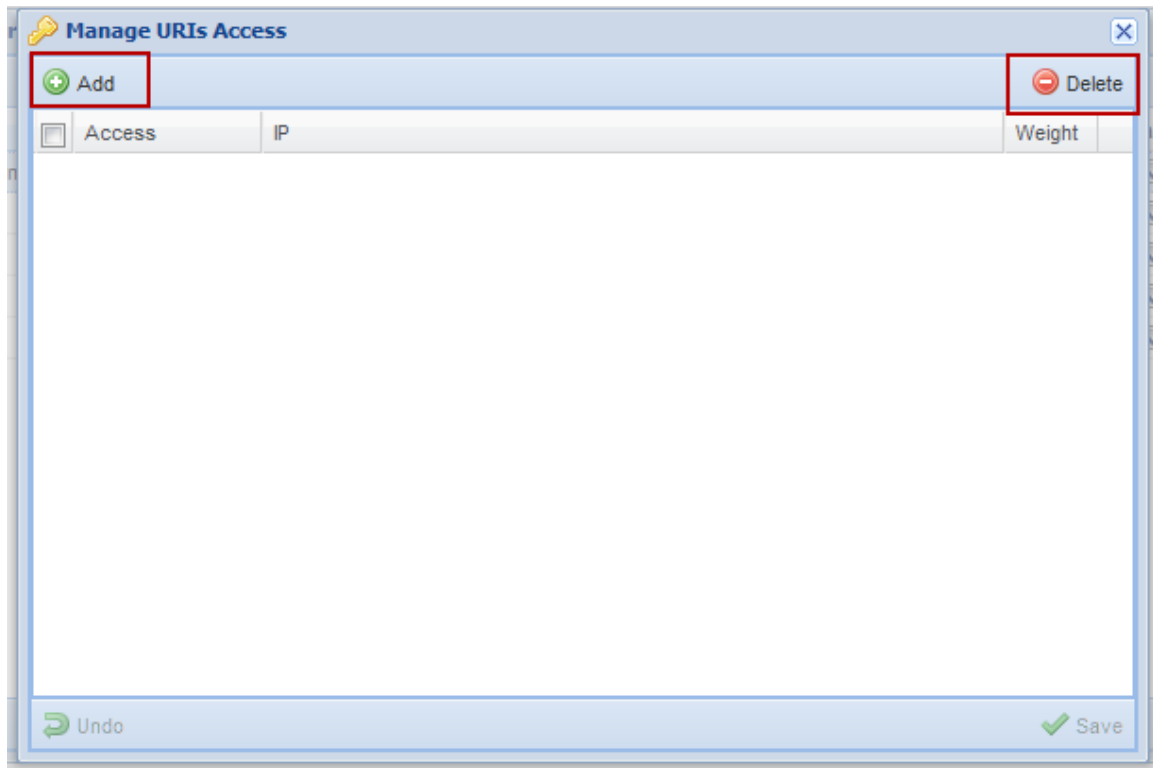 Manage URIs Access
Add Delete
Access IP Weight
Undo Save